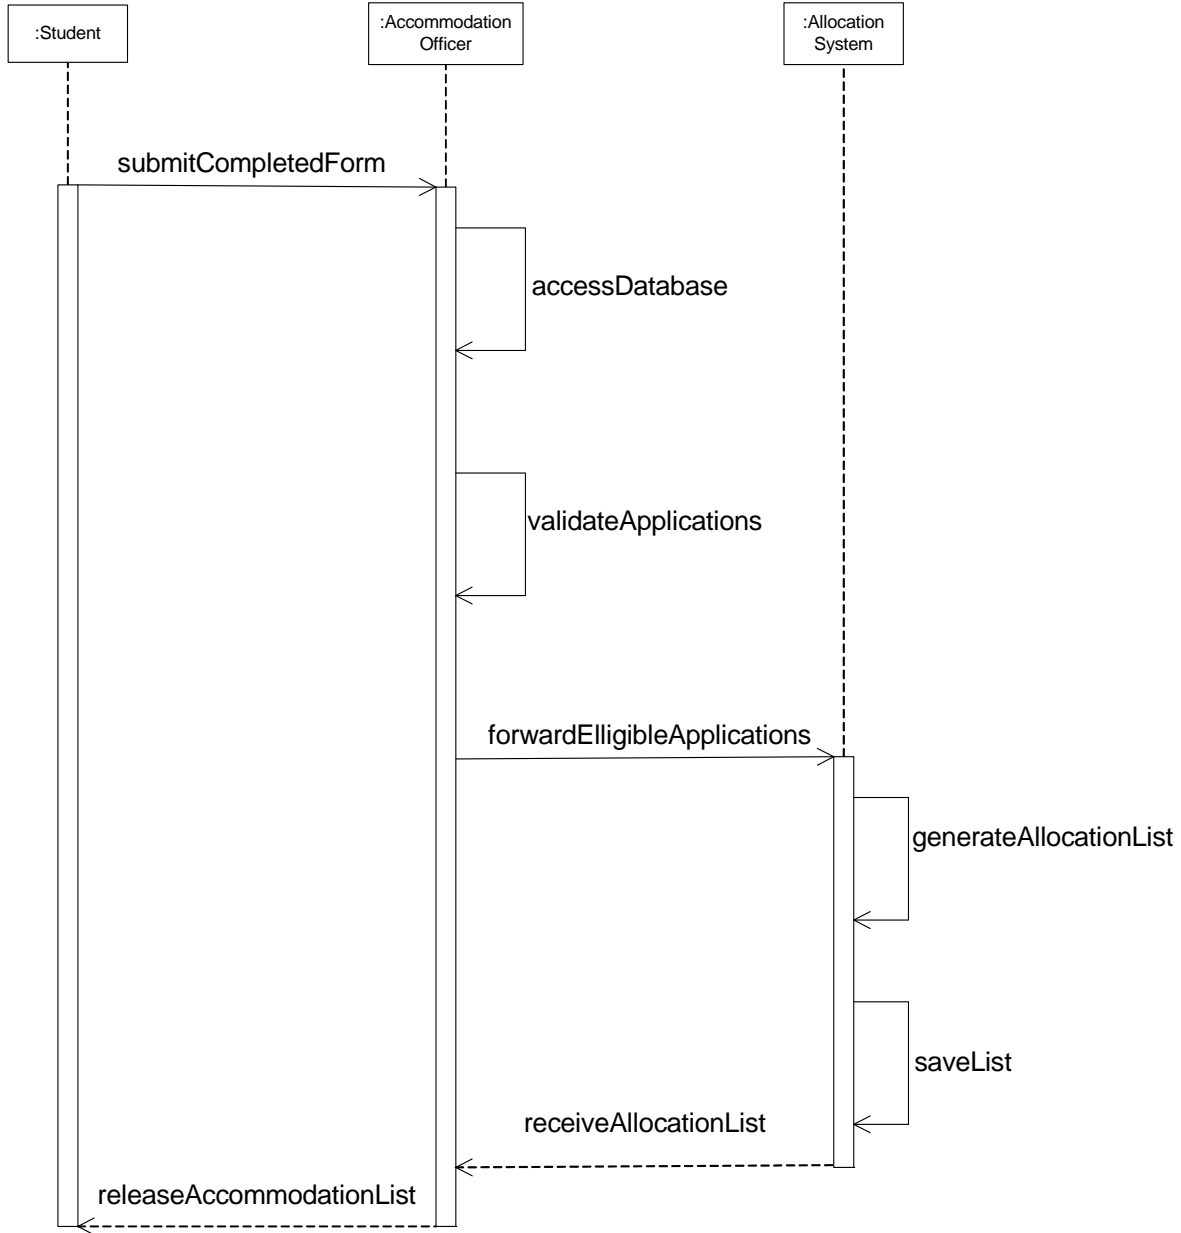 :Student
:Accommodation
Officer
:Allocation
System
submitCompletedForm
accessDatabase
validateApplications
forwardElligibleApplications
generateAllocationList
saveList
receiveAllocationList
releaseAccommodationList